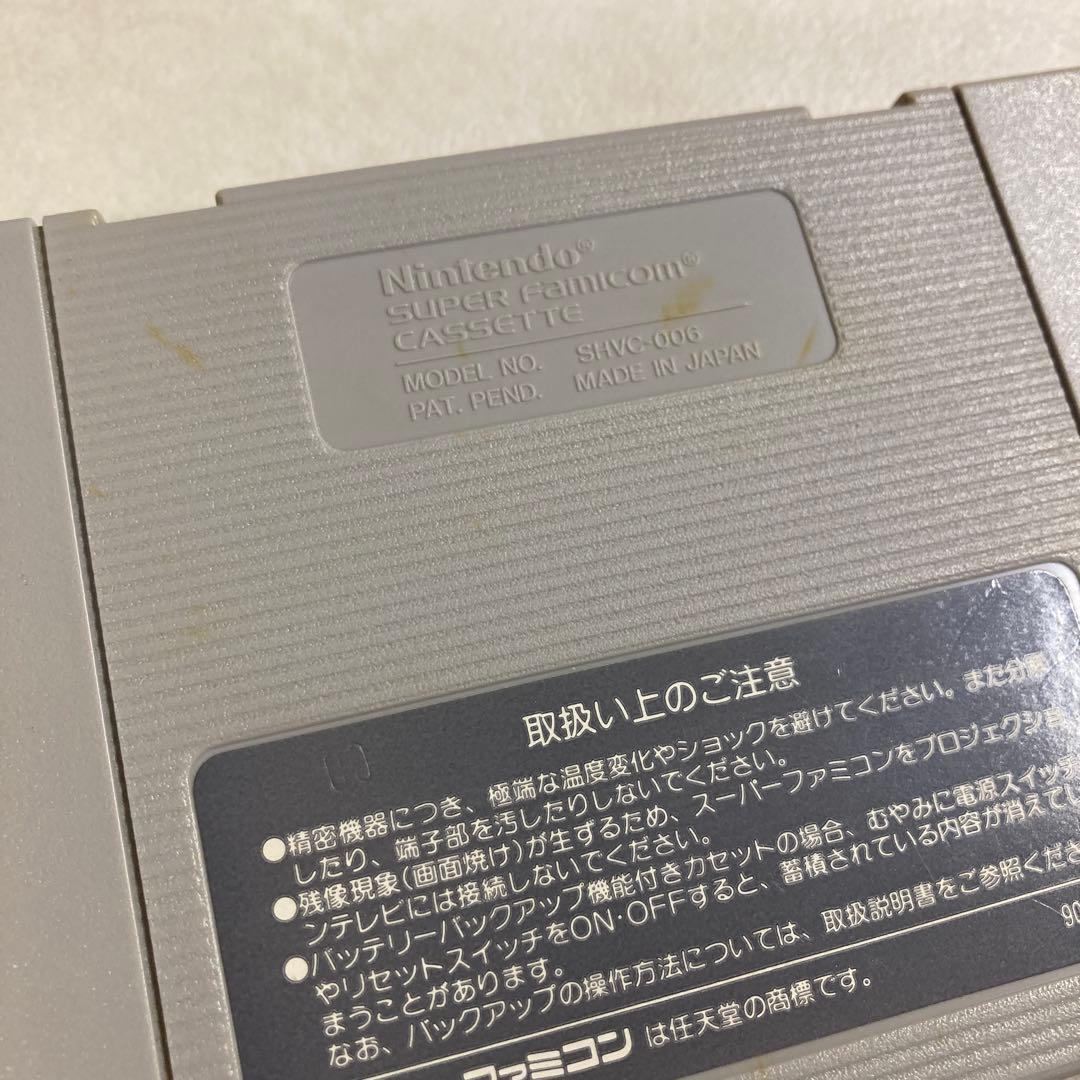 Nintendo®
SUPER Famicom®
CASSETTE
MODEL NO. SHVC-006
PAT. PEND. MADE IN JAPAN
取扱い上のご注意
●精密機器につき、極端な温度変化やショックを避けてください。また分解
したり、端子部を汚したりしないでください。
●残像現象(画面焼け)が生ずるため、スーパーファミコンをプロジェクショ
ンテレビには接続しないでください。
●バッテリーバックアップ機能付きカセットの場合、むやみに電源スイッチ
やリセットスイッチをON・OFFすると、蓄積されている内容が消えてし
まうことがあります。
なお、バックアップの操作方法については、取扱説明書をご参照くださ
90
ファミコンは任天堂の商標です。